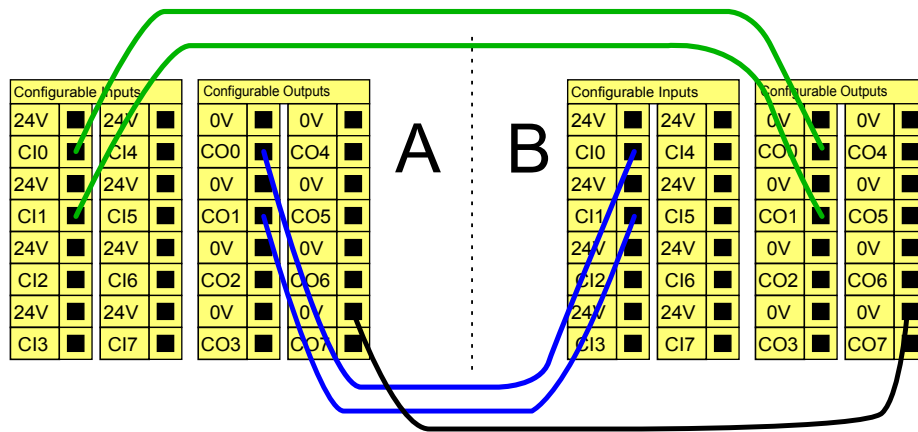 Configurable Inputs
24V 24V
CI0 CI4
24V 24V
CI1 CI5
24V 24V
CI2 CI6
24V 24V
CI3 CI7
Configurable Outputs
0V 0V
CO0 CO4
0V 0V
CO1 CO5
0V 0V
CO2 CO6
0V 0V
CO3 CO7
A
B
Configurable Inputs
24V 24V
CI0 CI4
24V 24V
CI1 CI5
24V 24V
CI2 CI6
24V 24V
CI3 CI7
Configurable Outputs
0V 0V
CO0 CO4
0V 0V
CO1 CO5
0V 0V
CO2 CO6
0V 0V
CO3 CO7